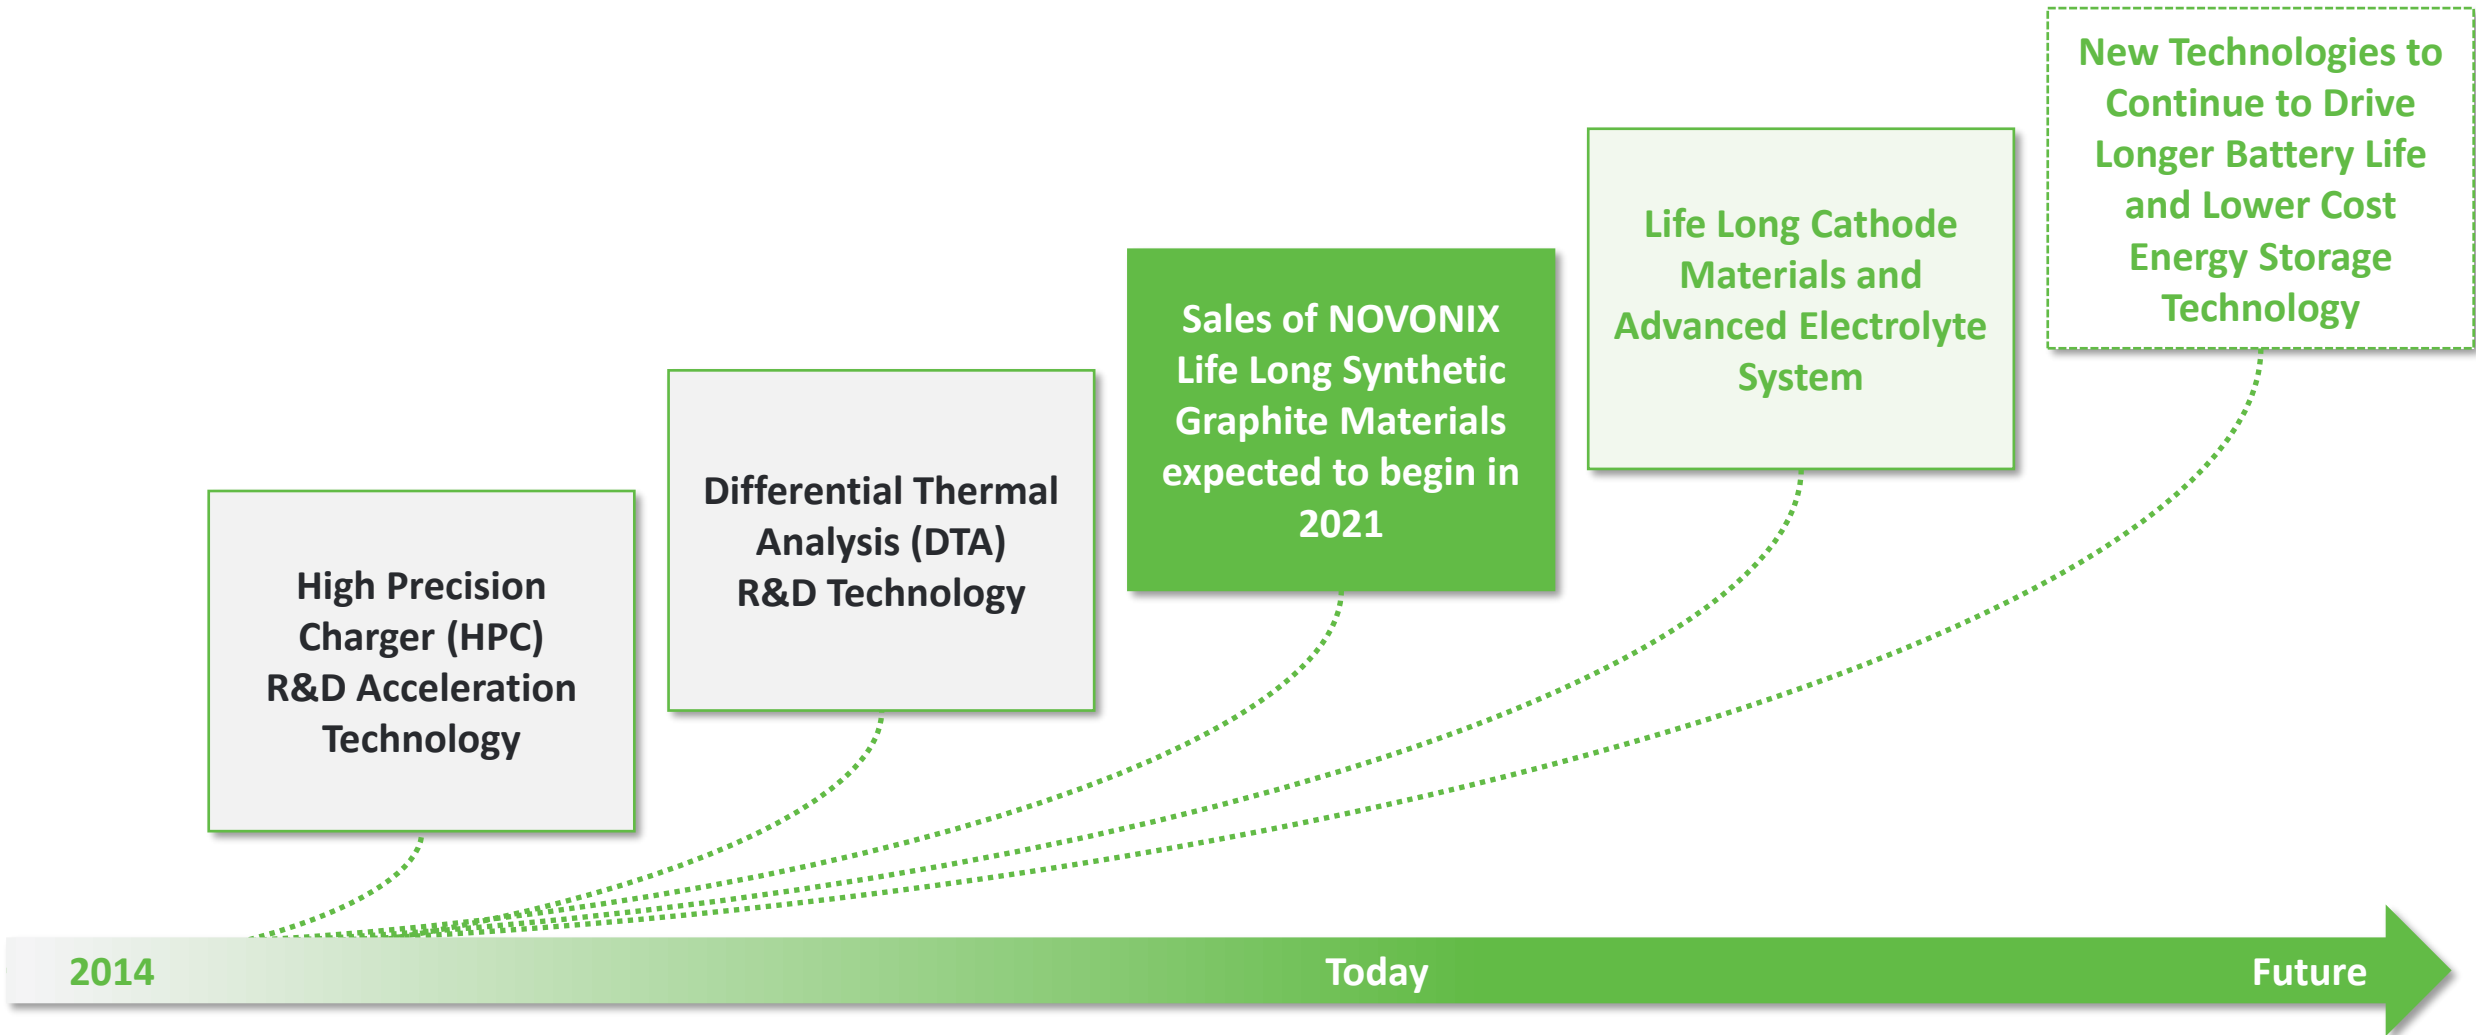 High Precision
Charger (HPC)
R&D Acceleration
Technology
Differential Thermal
Analysis (DTA)
R&D Technology
Sales of NOVONIX
Life Long Synthetic
Graphite Materials
expected to begin in
2021
Life Long Cathode
Materials and
Advanced Electrolyte
System
New Technologies to
Continue to Drive
Longer Battery Life
and Lower Cost
Energy Storage
Technology
2014
Today
Future